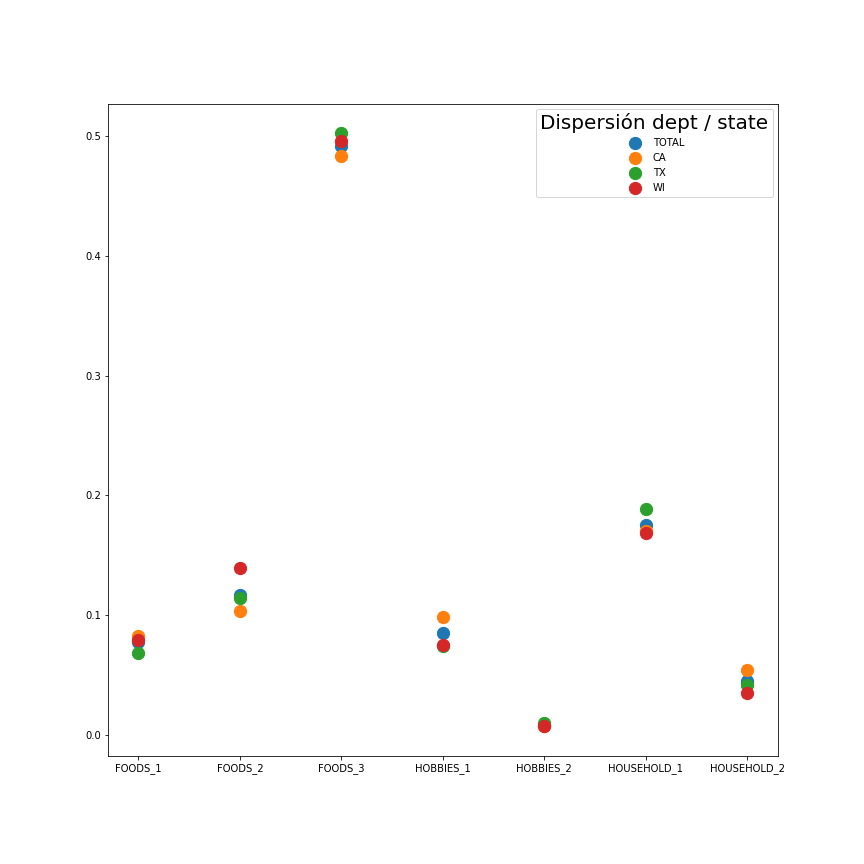 Dispersión dept / state
TOTAL
CA
TX
WI
0.5
0.4
0.3
0.2
0.1
0.0
FOODS_1 FOODS_2 FOODS_3 HOBBIES_1 HOBBIES_2 HOUSEHOLD_1 HOUSEHOLD_2